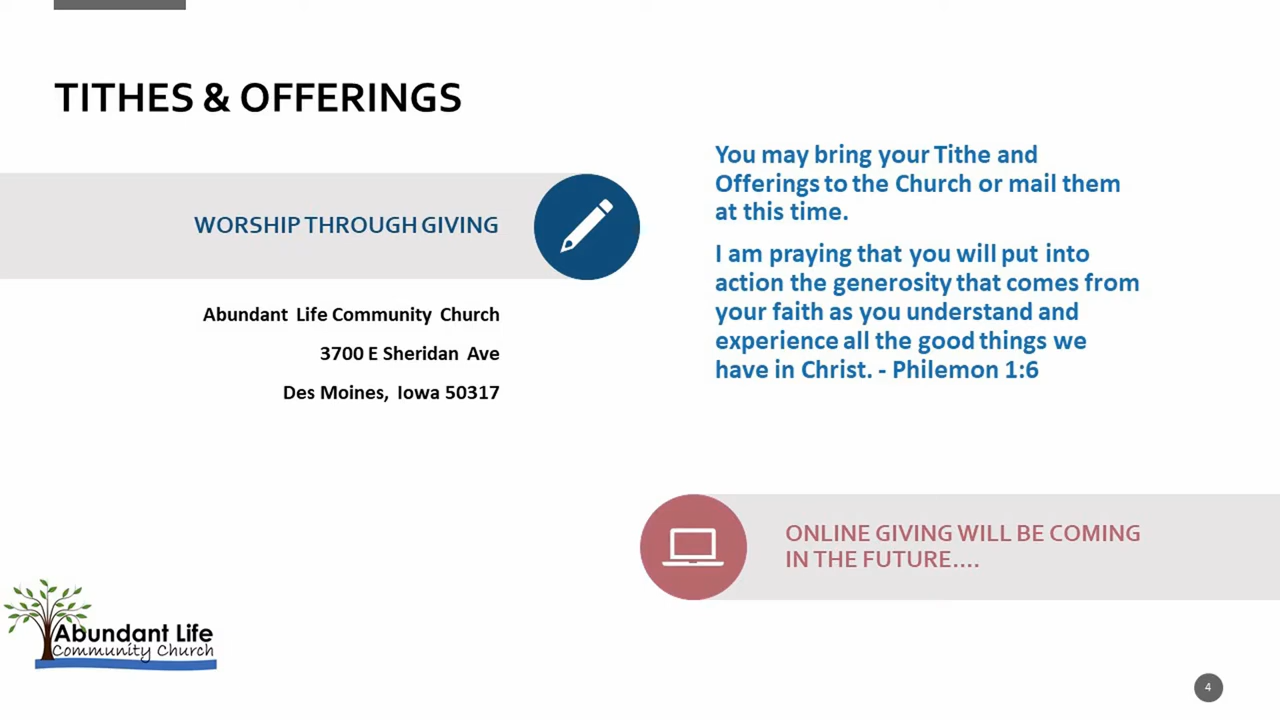 TITHES & OFFERINGS
WORSHIP THROUGH GIVING
Abundant Life Community Church
3700 E Sheridan Ave
Des Moines, Iowa 50317
You may bring your Tithe and
Offerings to the Church or mail them
at this time.
I am praying that you will put into
action the generosity that comes from
your faith as you understand and
experience all the good things we
have in Christ. - Philemon 1:6
ONLINE GIVING WILL BE COMING
IN THE FUTURE....
Abundant Life
Community Church
4